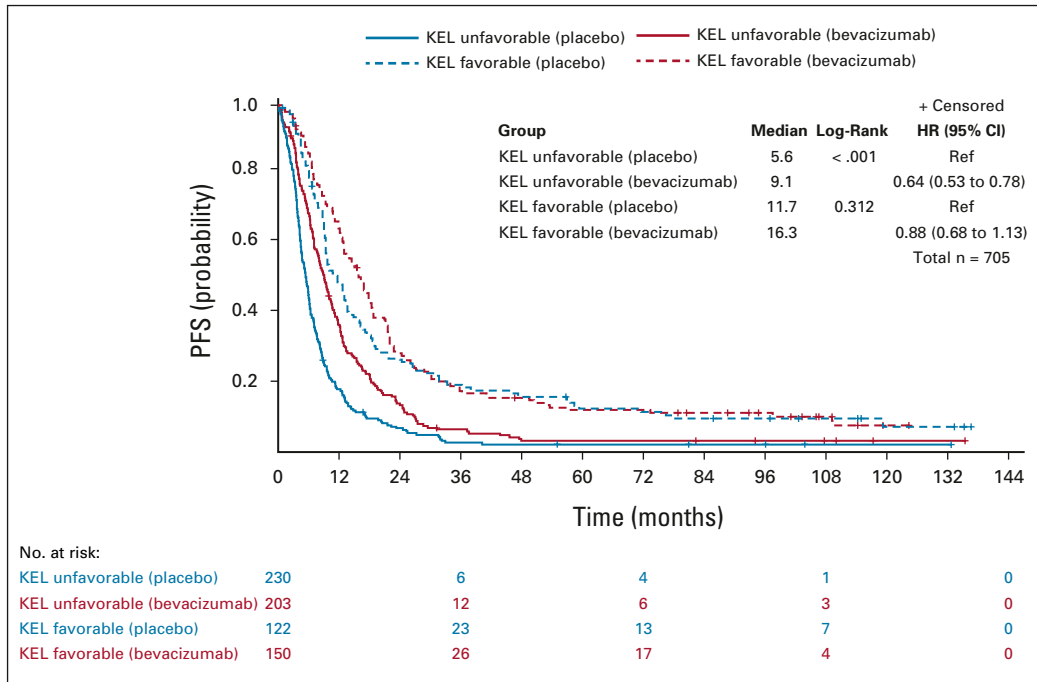 KEL unfavorable (placebo) KEL unfavorable (bevacizumab)
KEL favorable (placebo) KEL favorable (bevacizumab)
+ Censored
Group Median Log-Rank HR (95% CI)
KEL unfavorable (placebo) 5.6 < .001 Ref
KEL unfavorable (bevacizumab) 9.1 0.64 (0.53 to 0.78)
KEL favorable (placebo) 11.7 0.312 Ref
KEL favorable (bevacizumab) 16.3 0.88 (0.68 to 1.13)
Total n = 705
PFS (probability)
1.0
0.8
0.6
0.4
0.2
0 12 24 36 48 60 72 84 96 108 120 132 144
Time (months)
No. at risk:
KEL unfavorable (placebo) 230 6 4 1 0
KEL unfavorable (bevacizumab) 203 12 6 3 0
KEL favorable (placebo) 122 23 13 7 0
KEL favorable (bevacizumab) 150 26 17 4 0